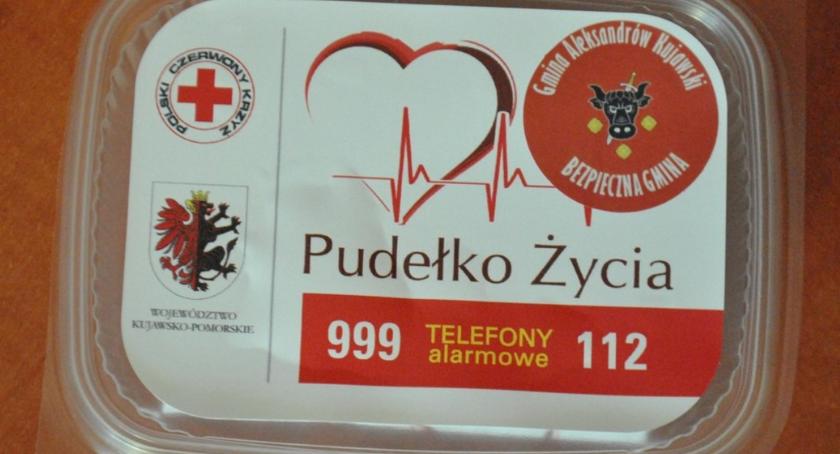 POLSKI CZERWONY KRZYŻ
WOJEWÓDZTWO
KUJAWSKO-POMORSKIE
Gmina Aleksandrów Kujawski
BEZPIECZNA GMINA
Pudełko Życia
999 TELEFONY alarmowe 112